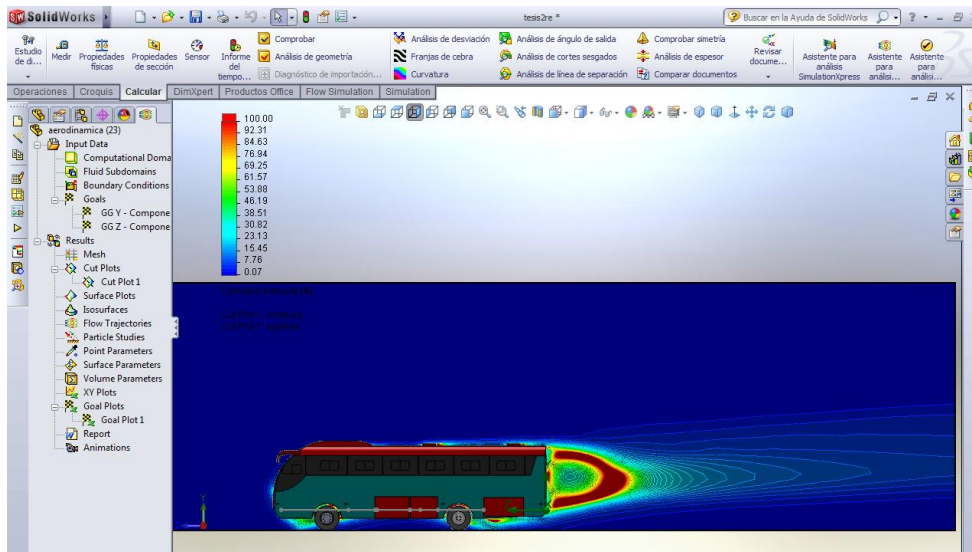 SolidWorks
tesis2re *
Buscar en la Ayuda de SolidWorks
Estudio de di...
Medir
Propiedades físicas
Propiedades de sección
Sensor
Informe del tiempo...
Comprobar
Análisis de geometría
Diagnóstico de importación...
Análisis de desviación
Franjas de cebra
Curvatura
Análisis de ángulo de salida
Análisis de cortes sesgados
Análisis de línea de separación
Comprobar simetría
Análisis de espesor
Comparar documentos
Revisar docume...
Asistente para análisis SimulationXpress
Asistente para análisi...
Asistente para análisi...
Operaciones Croquis Calcular DimXpert Productos Office Flow Simulation Simulation
aerodinamica (23)
Input Data
Computational Doma
Fluid Subdomains
Boundary Conditions
Goals
GG Y - Compone
GG Z - Compone
Results
Mesh
Cut Plots
Cut Plot 1
Surface Plots
Isosurfaces
Flow Trajectories
Particle Studies
Point Parameters
Surface Parameters
Volume Parameters
XY Plots
Goal Plots
Goal Plot 1
Report
Animations
100.00
92.31
84.63
76.94
69.25
61.57
53.88
46.19
38.51
30.82
23.13
15.45
7.76
0.07
Y